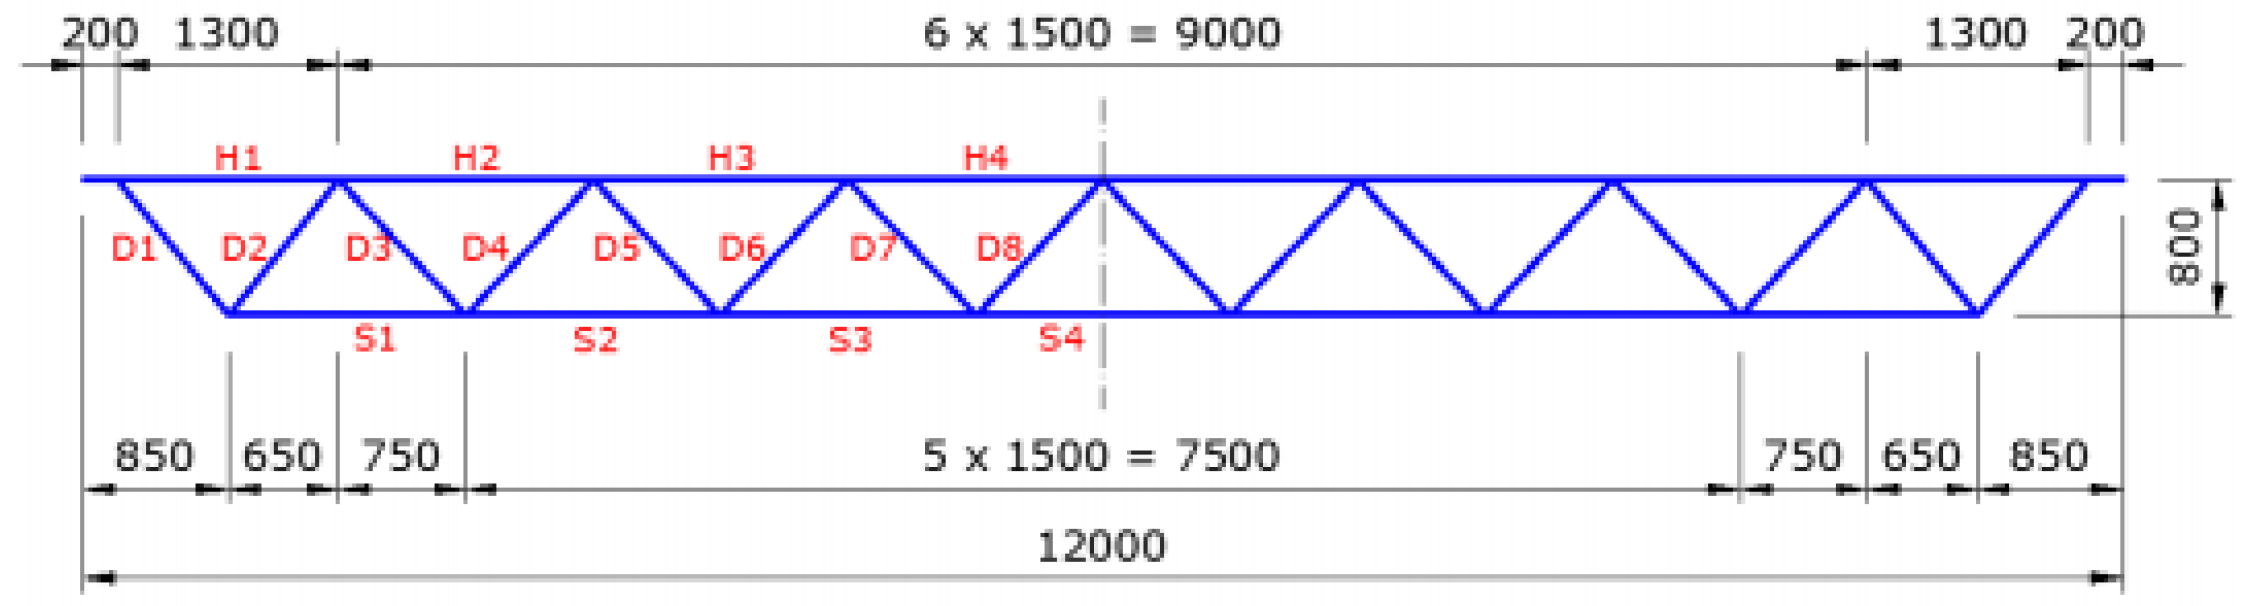 200 1300 6 x 1500 = 9000 1300 200
H1 H2 H3 H4
D1 D2 D3 D4 D5 D6 D7 D8 800
S1 S2 S3 S4
850 650 750 5 x 1500 = 7500 750 650 850
12000